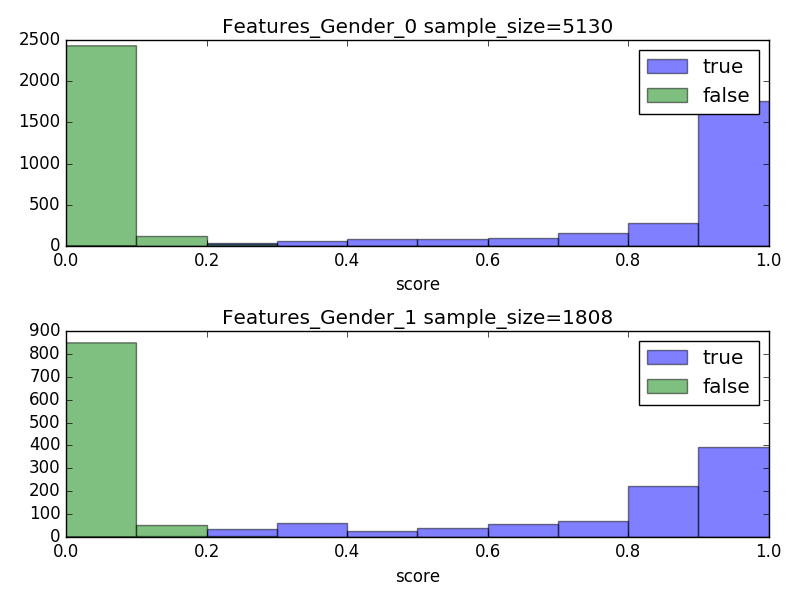 Features_Gender_0 sample_size=5130
2500
2000
1500
1000
500
0
true
false
0.0 0.2 0.4 0.6 0.8 1.0
score
Features_Gender_1 sample_size=1808
900
800
700
600
500
400
300
200
100
0
true
false
0.0 0.2 0.4 0.6 0.8 1.0
score